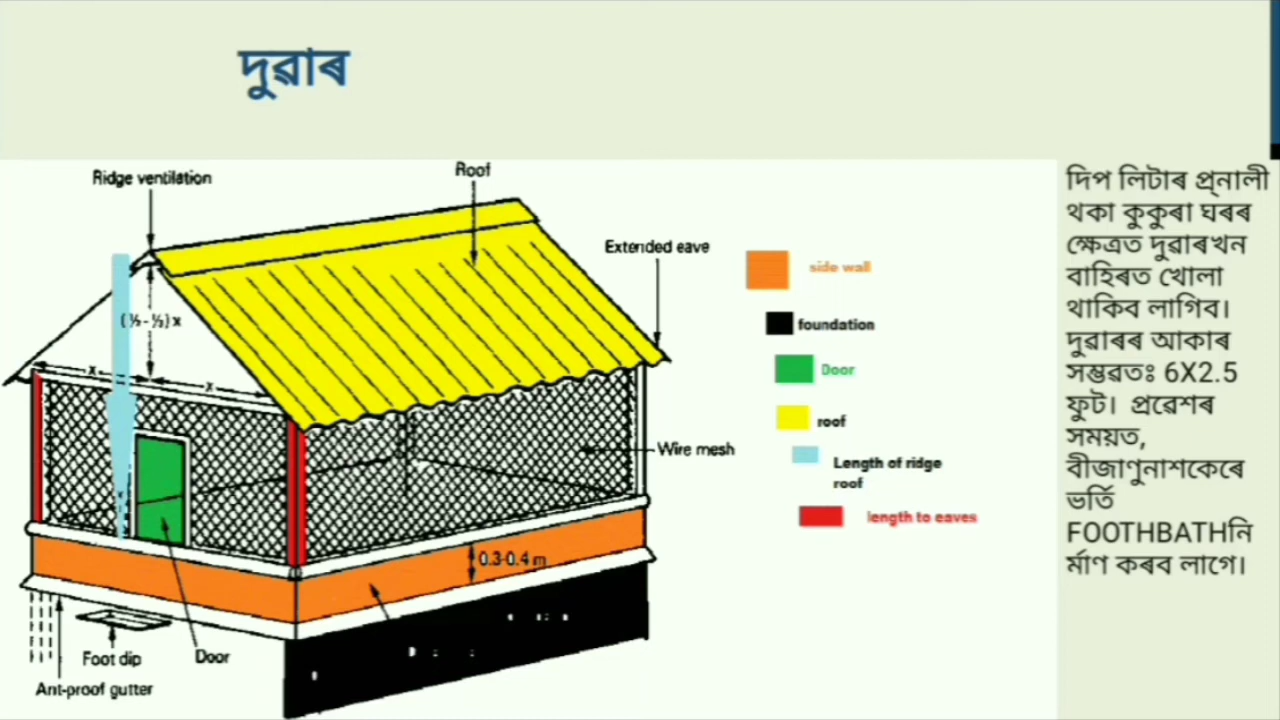 দুৱাৰ
Ridge ventilation
Roof
Extended eave
(⅓-½)x
x
x
Wire mesh
0.3-0.4 m
Foot dip
Door
Ant-proof gutter
side wall
foundation
Door
roof
Length of ridge
roof
length to eaves
দিপ লিটাৰ প্ৰনালী
থকা কুকুৰা ঘৰৰ
ক্ষেত্ৰত দুৱাৰখন
বাহিৰত খোলা
থাকিব লাগিব।
দুৱাৰৰ আকাৰ
সম্ভৱতঃ 6X2.5
ফুট। প্ৰৱেশৰ
সময়ত,
বীজাণুনাশকেৰে
ভৰ্তি
FOOTHBATHনি
ৰ্মাণ কৰব লাগে।